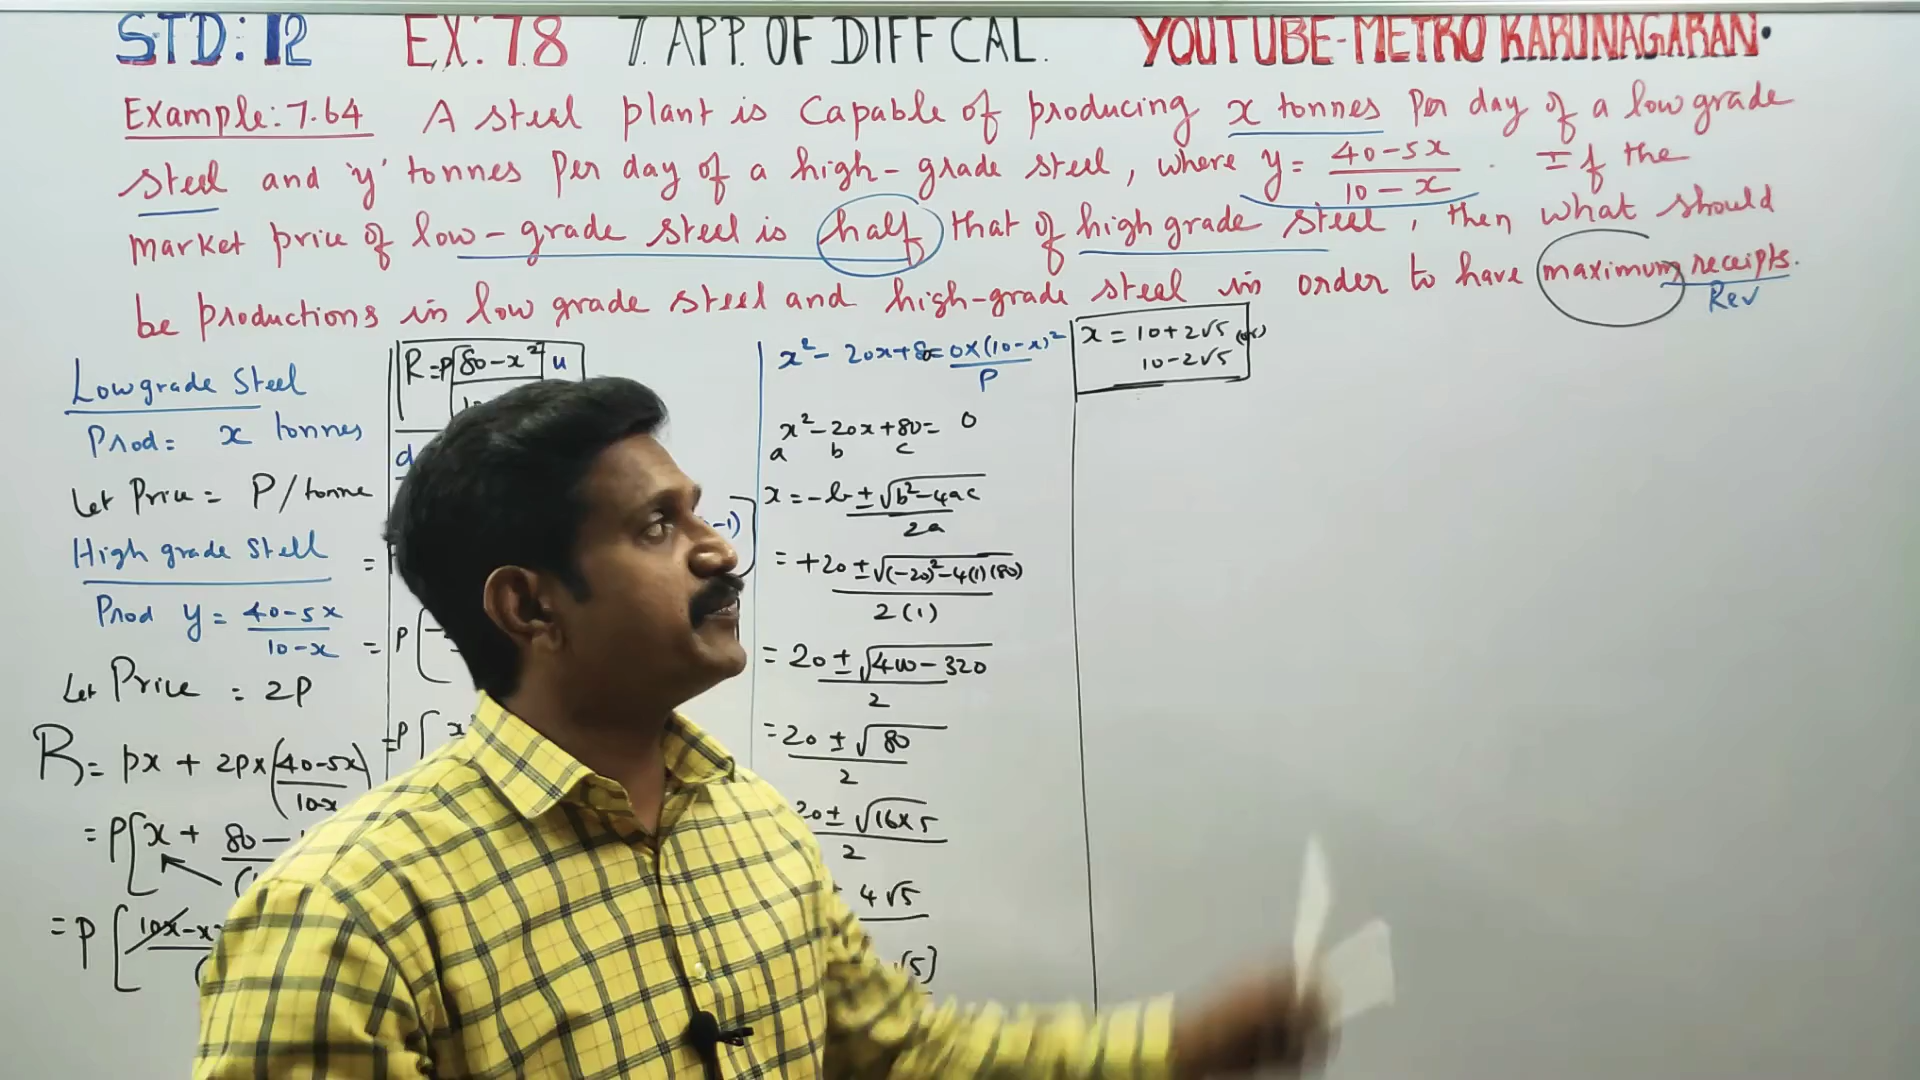 STD: 12 EX: 7.8 7. APP. OF DIFF CAL. YOUTUBE-METRO KARUNAGARAN.
Example: 7.64 A steel plant is Capable of producing x tonnes Per day of a low grade
steel and 'y' tonnes Per day of a high-grade steel, where y = 40-5x / 10-x . If the
market price of low-grade steel is half that of high grade steel, then what should
be productions in low grade steel and high-grade steel in order to have maximum receipts.
Rev
Low grade Steel
Prod = x tonnes
Let Price = P/tonne
High grade Stell
Prod y = 40-5x / 10-x
Let Price = 2P
R = px + 2px (40-5x / 10-x)
= P[x + 80-
= P [10x-x
R = P[80-x² u
d
-1)
=
= P(
= P[ x
x² - 20x + 80 = 0x(10-x)² / P
x² - 20x + 80 = 0
a b c
x = -b ± √b²-4ac / 2a
= +20 ± √(-20)²-4(1)(80) / 2(1)
= 20 ± √400-320 / 2
= 20 ± √80 / 2
20 ± √16x5 / 2
4√5
√5]
x = 10+2√5 (or)
10-2√5